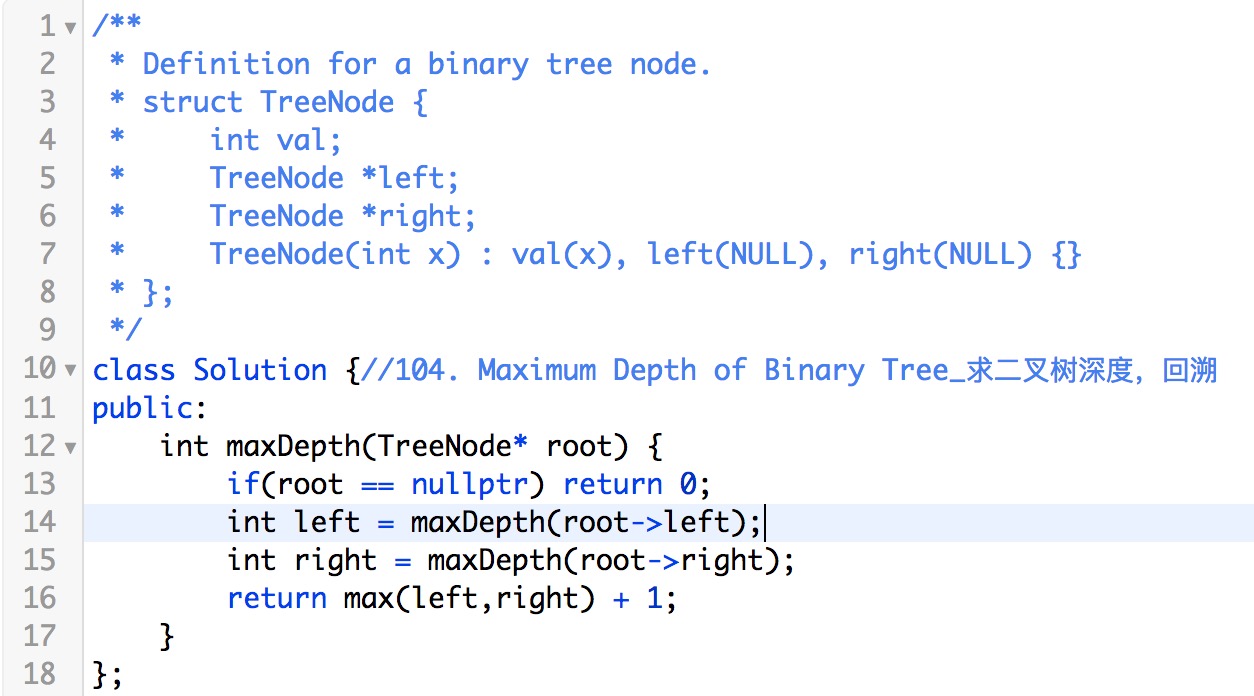 1 /**
2  * Definition for a binary tree node.
3  * struct TreeNode {
4  *     int val;
5  *     TreeNode *left;
6  *     TreeNode *right;
7  *     TreeNode(int x) : val(x), left(NULL), right(NULL) {}
8  * };
9  */
10 class Solution {//104. Maximum Depth of Binary Tree_求二叉树深度，回溯
11 public:
12     int maxDepth(TreeNode* root) {
13         if(root == nullptr) return 0;
14         int left = maxDepth(root->left);
15         int right = maxDepth(root->right);
16         return max(left,right) + 1;
17     }
18 };